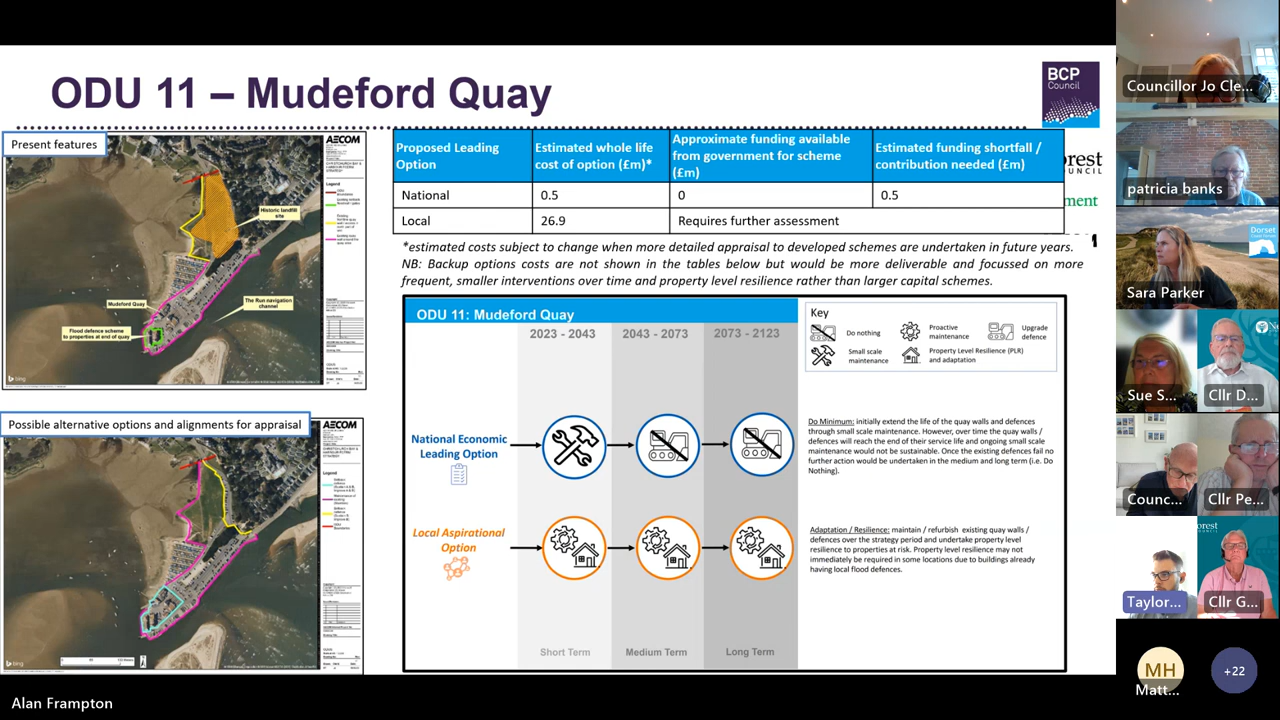 ODU 11 – Mudeford Quay
BCP
Council
Present features
AECOM
Legend
Historic landfill
site
Mudeford Quay
The Run navigation
channel
Flood defence scheme
to properties at end of quay
bing
Possible alternative options and alignments for appraisal
AECOM
Legend
bing
Proposed Leading
Option
Estimated whole life
cost of option (£m)*
Approximate funding available
from government for scheme
(£m)
Estimated funding shortfall /
contribution needed (£m)
National
0.5
0
0.5
Local
26.9
Requires further assessment
*estimated costs subject to change when more detailed appraisal to developed schemes are undertaken in future years.
NB: Backup options costs are not shown in the tables below but would be more deliverable and focussed on more
frequent, smaller interventions over time and property level resilience rather than larger capital schemes.
ODU 11: Mudeford Quay
2023 - 2043
2043 - 2073
2073 - 2123
Key
Do nothing
Proactive
maintenance
Upgrade
defence
Small scale
maintenance
Property Level Resilience (PLR)
and adaptation
National Economic
Leading Option
Do Minimum: initially extend the life of the quay walls and defences
through small scale maintenance. However, over time the quay walls /
defences will reach the end of their service life and ongoing small scale
maintenance would not be sustainable. Once the existing defences fail no
further action would be undertaken in the medium and long term (i.e. Do
Nothing).
Local Aspirational
Option
Adaptation / Resilience: maintain / refurbish existing quay walls /
defences over the strategy period and undertake property level
resilience to properties at risk. Property level resilience may not
immediately be required in some locations due to buildings already
having local flood defences.
Short Term
Medium Term
Long Term
orest
COUNCIL
ment
Councillor Jo Cle...
patricia banks
Dorset
Sara Parker
Sue S...
Cllr D...
Counc...
Cllr Pe...
orest
COUNCIL
Taylor...
Cllr G...
MH
Matt...
+22
Alan Frampton